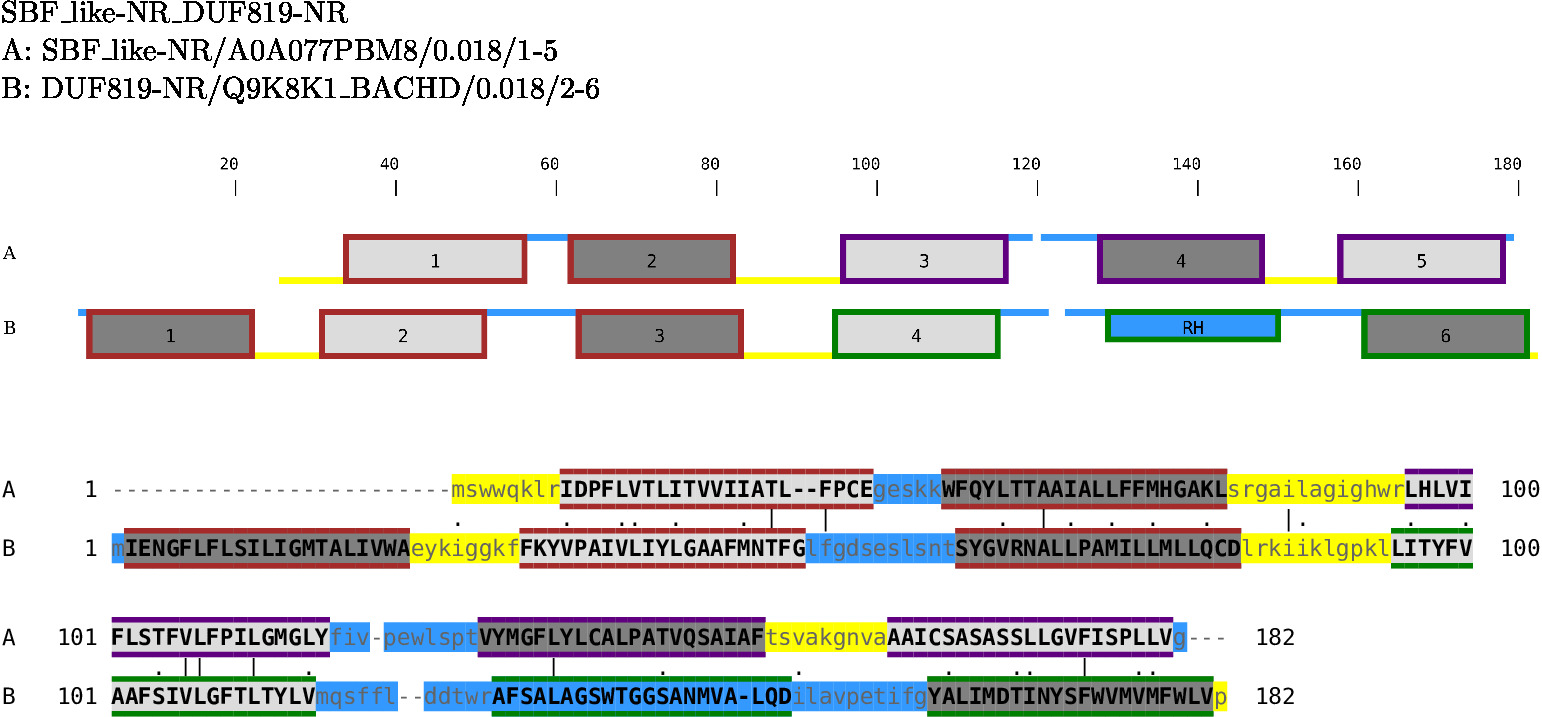 SBF_like-NR_DUF819-NR
A: SBF_like-NR/A0A077PBM8/0.018/1-5
B: DUF819-NR/Q9K8K1_BACHD/0.018/2-6
20 40 60 80 100 120 140 160 180
A 1 2 3 4 5
B 1 2 3 4 RH 6
A 1 -------------------------mswwqklrIDPFLVTLITVVIIATL--FPCEgeskkWFQYLTTAAIALLFFMHGAKLsrgailagighwrLHLVI 100
B 1 mIENGFLFLSILIGMTALIVWAeykiggkfFKYVPAIVLIYLGAAFMNTFGlfgdseslsntSYGVRNALLPAMILLMLLQCDlrkiiklgpklLITYFV 100
A 101 FLSTFVLFPILGMGLYfiv-pewlsptVYMGFLYLCALPATVQSAIAFtsvakgnvaAAICSASASSLLGVFISPLLVg--- 182
B 101 AAFSIVLGFTLTYLVmqsffl--ddtwrAFSALAGSWTGGSANMVA-LQDilavpetifgYALIMDTINYSFWVMVMFWLVp 182